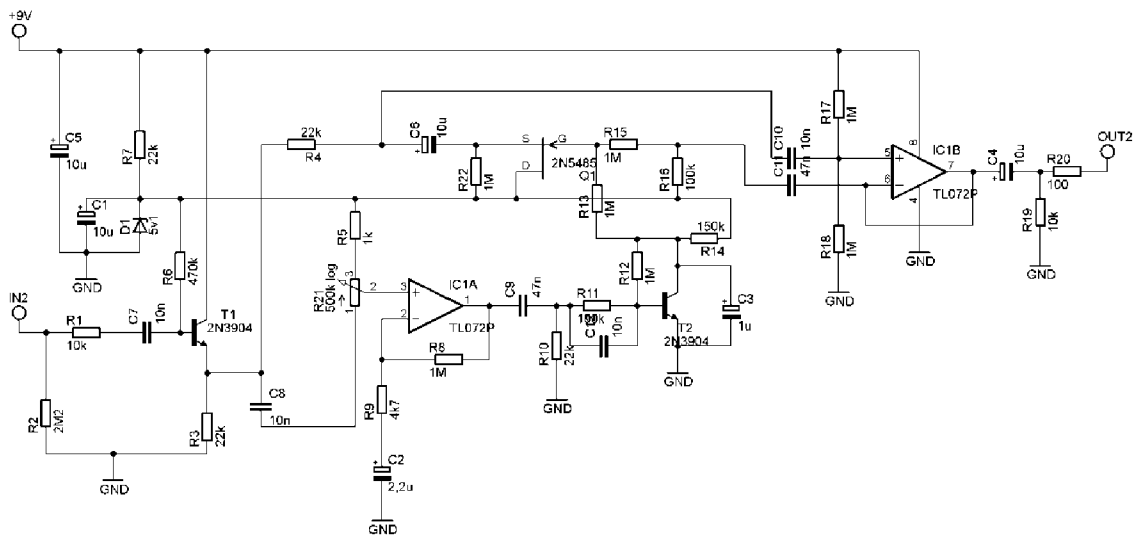 +9V
C5
10u
R7
22k
22k
R4
C6
10u
R22
1M
S
G
D
2N5485
Q1
R15
1M
R16
100k
R17
1M
C10
10n
C11
47n
5
6
8
4
7
IC1B
TL072P
C4
10u
R20
100
OUT2
R19
10k
GND
R18
1M
GND
GND
C1
10u
D1
5v1
GND
R6
470k
R5
1k
R13
1M
150k
R14
R12
1M
R21
500k log
3
2
1
IC1A
3
2
1
TL072P
C9
47n
R11
10n
R10
22k
GND
T2
2N3904
GND
C3
1u
IN2
R1
10k
C7
10n
T1
2N3904
R2
2M2
R3
22k
GND
C8
10n
R8
1M
R9
4k7
C2
2,2u
GND